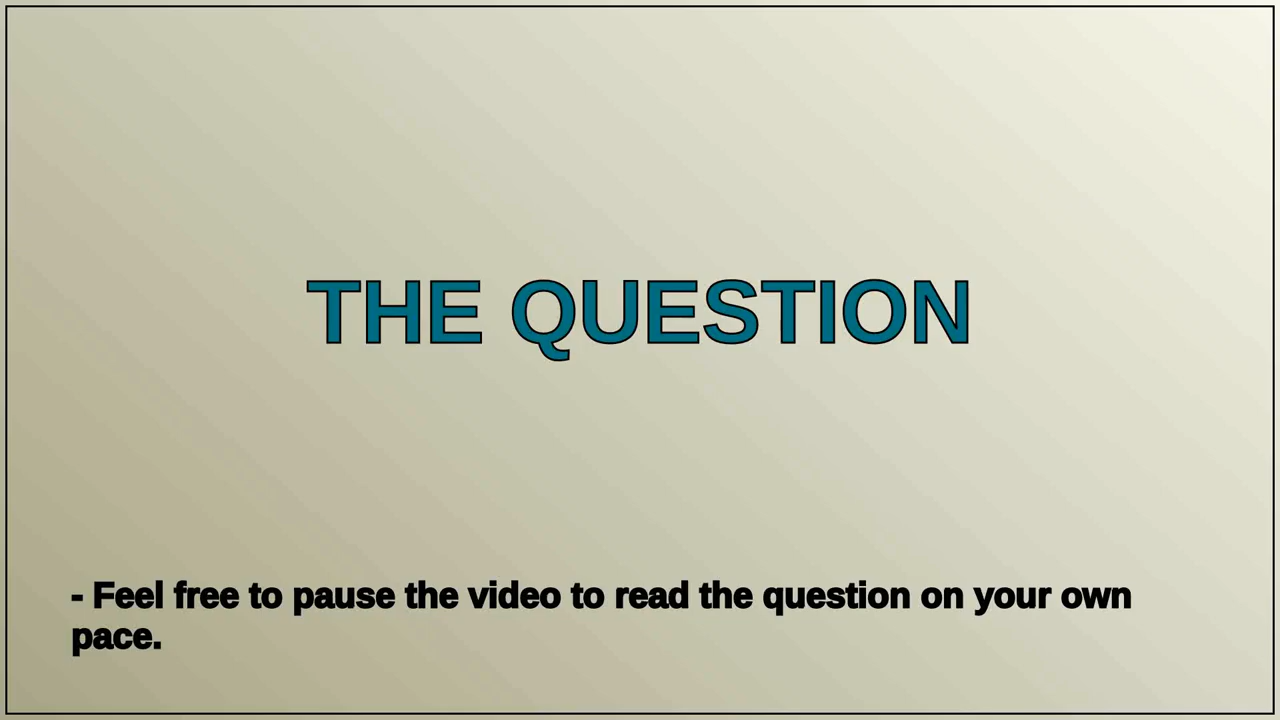 THE QUESTION
- Feel free to pause the video to read the question on your own
pace.